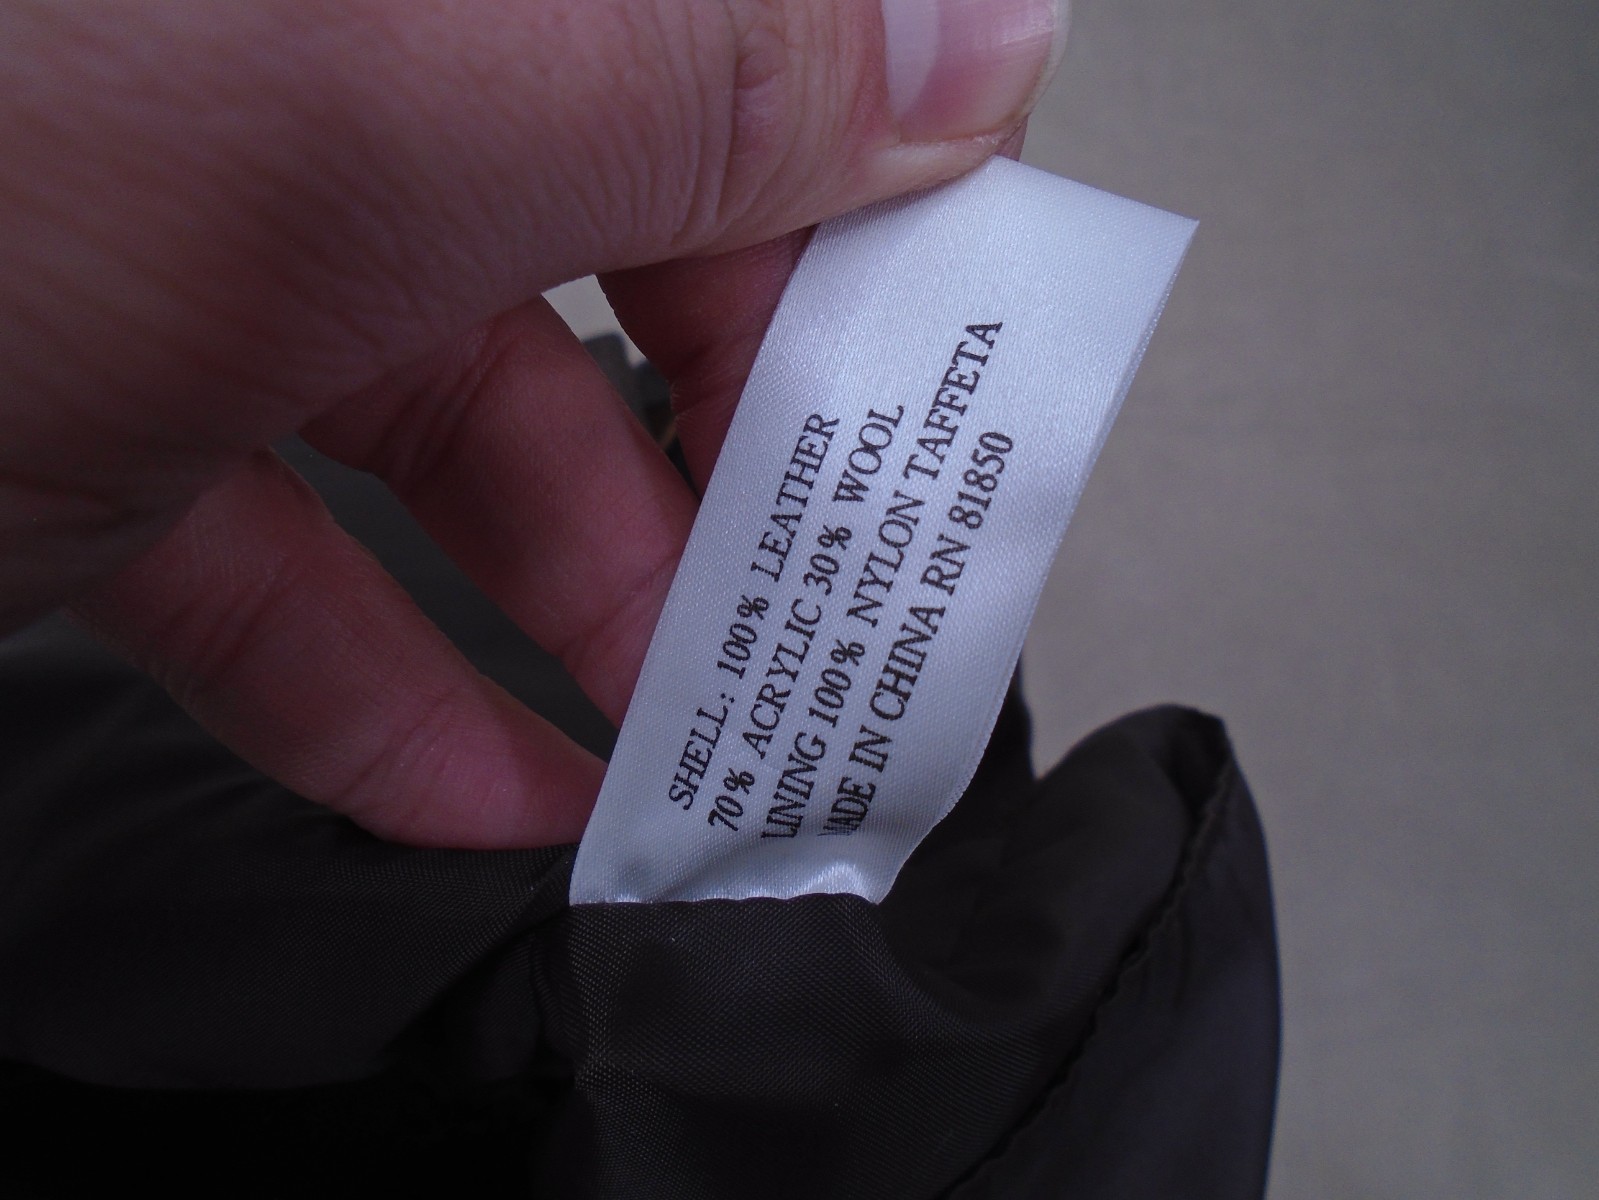 SHELL: 100% LEATHER
70% ACRYLIC 30% WOOL
LINING 100% NYLON TAFFETA
MADE IN CHINA RN 81850